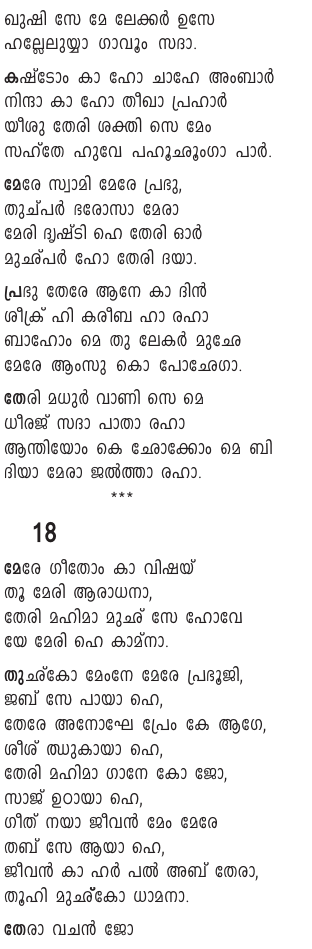 ഖുഷി സേ മേ ലേക്കർ ഉസേ
ഹല്ലേലുയ്യാ ഗാവൂം സദാ.
കഷ്ടോം കാ ഹോ ചാഹേ അംബാർ
നിന്ദാ കാ ഹോ തീഖാ പ്രഹാർ
യീശു തേരി ശക്തി സെ മേം
സഹ്തേ ഹുവേ പഹൂഛൂംഗാ പാർ.
മേരേ സ്വാമി മേരേ പ്രഭു,
തുച്പർ ഭരോസാ മേരാ
മേരി ദൃഷ്ടി ഹെ തേരി ഓർ
മുഛ്പർ ഹോ തേരി ദയാ.
പ്രഭു തേരേ ആനേ കാ ദിൻ
ശീക്ര് ഹി കരീബ ഹാ രഹാ
ബാഹോം മെ തു ലേകർ മുഛേ
മേരേ ആംസു കൊ പോഛേഗാ.
തേരി മധുർ വാണി സെ മെ
ധീരജ് സദാ പാതാ രഹാ
ആന്തിയോം കെ ഛോക്കോം മെ ബി
ദിയാ മേരാ ജൽത്താ രഹാ.
***
18
മേരേ ഗീതോം കാ വിഷയ്
തൂ മേരി ആരാധനാ,
തേരി മഹിമാ മുഛ് സേ ഹോവേ
യേ മേരി ഹെ കാമ്നാ.
തുഛ്കോ മേംനേ മേരേ പ്രഭൂജി,
ജബ് സേ പായാ ഹെ,
തേരേ അനോഘേ പ്രേം കേ ആഗേ,
ശീശ് ഝുകായാ ഹെ,
തേരി മഹിമാ ഗാനേ കോ ജോ,
സാജ് ഉഠായാ ഹെ,
ഗീത് നയാ ജീവൻ മേം മേരേ
തബ് സേ ആയാ ഹെ,
ജീവൻ കാ ഹർ പൽ അബ് തേരാ,
തൂഹി മുഛ്കോ ധാമനാ.
തേരാ വചൻ ജോ